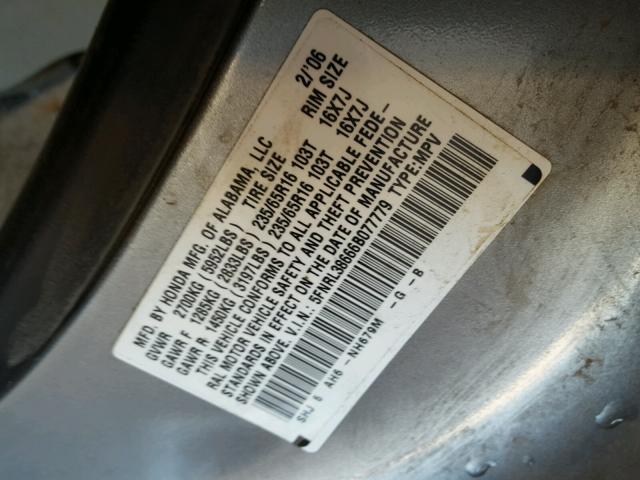 MFD. BY HONDA MFG. OF ALABAMA, LLC 2/06
GVWR 2700KG (5952LBS) TIRE SIZE RIM SIZE
GAWR F 1285KG (2833LBS) 235/65R16 103T 16X7J
GAWR R 1450KG (3197LBS) 235/65R16 103T 16X7J
THIS VEHICLE CONFORMS TO ALL APPLICABLE FEDE-
RAL MOTOR VEHICLE SAFETY AND THEFT PREVENTION
STANDARDS IN EFFECT ON THE DATE OF MANUFACTURE
SHOWN ABOVE. V.I.N.: 5FNRL38666B077779 TYPE:MPV
SHJ 6 AH6 -NH679M -G -B